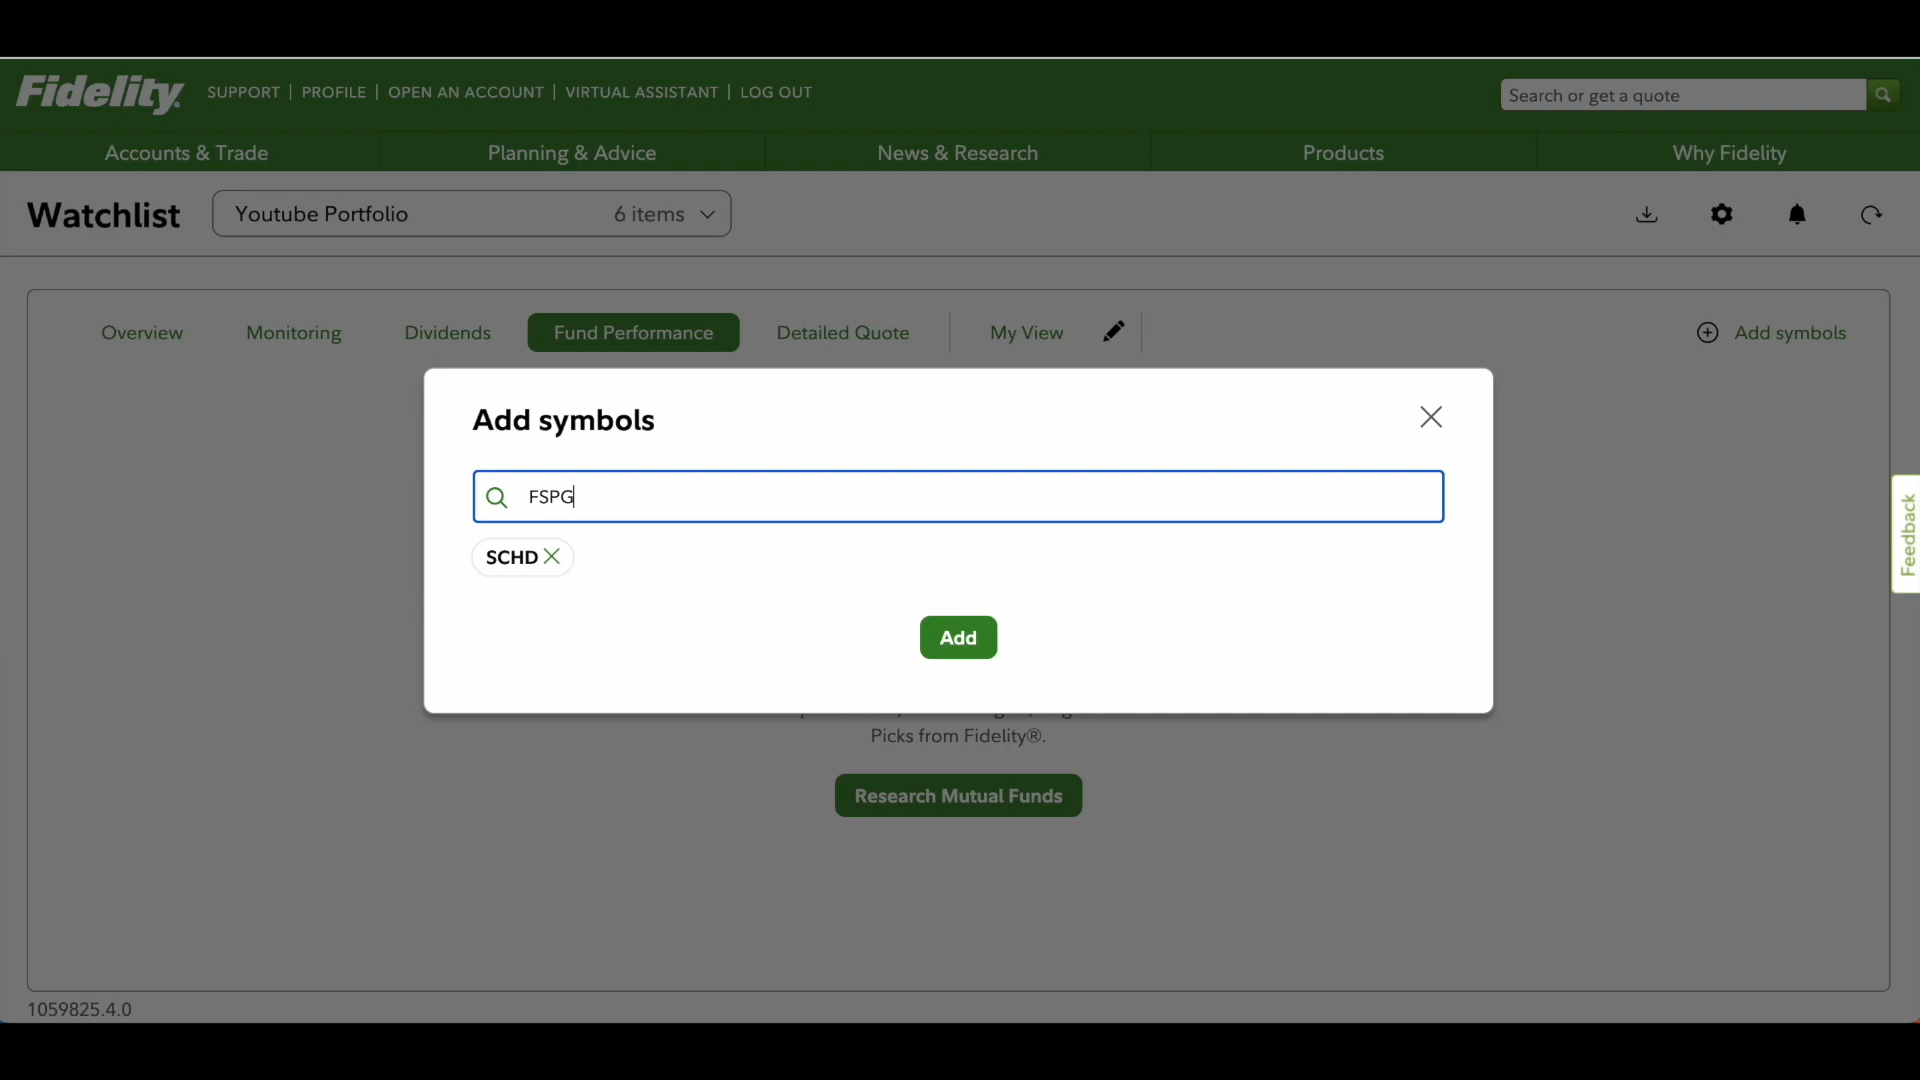 Fidelity
SUPPORT | PROFILE | OPEN AN ACCOUNT | VIRTUAL ASSISTANT | LOG OUT
Search or get a quote
Accounts & Trade
Planning & Advice
News & Research
Products
Why Fidelity
Watchlist
Youtube Portfolio
6 items
Overview
Monitoring
Dividends
Fund Performance
Detailed Quote
My View
Add symbols
Add symbols
FSPG
SCHD
Add
Picks from Fidelity®.
Research Mutual Funds
Feedback
1059825.4.0